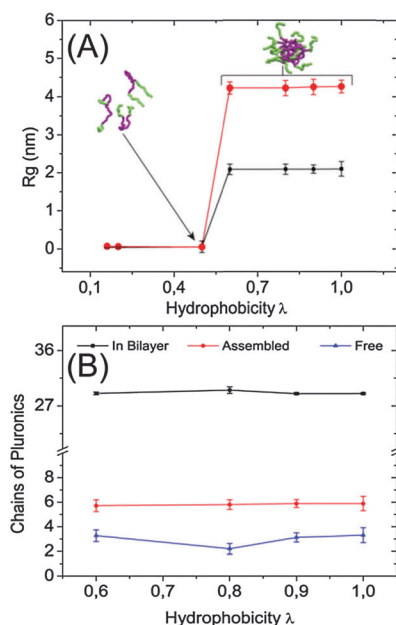 (A)
6
5
4
3
2
1
0
Rg (nm)
0,1 0,3 0,5 0,7 0,8 1,0
Hydrophobicity λ
(B)
In Bilayer Assembled Free
36
27
8
6
4
2
0
Chains of Pluronics
0,6 0,7 0,8 0,9 1,0
Hydrophobicity λ